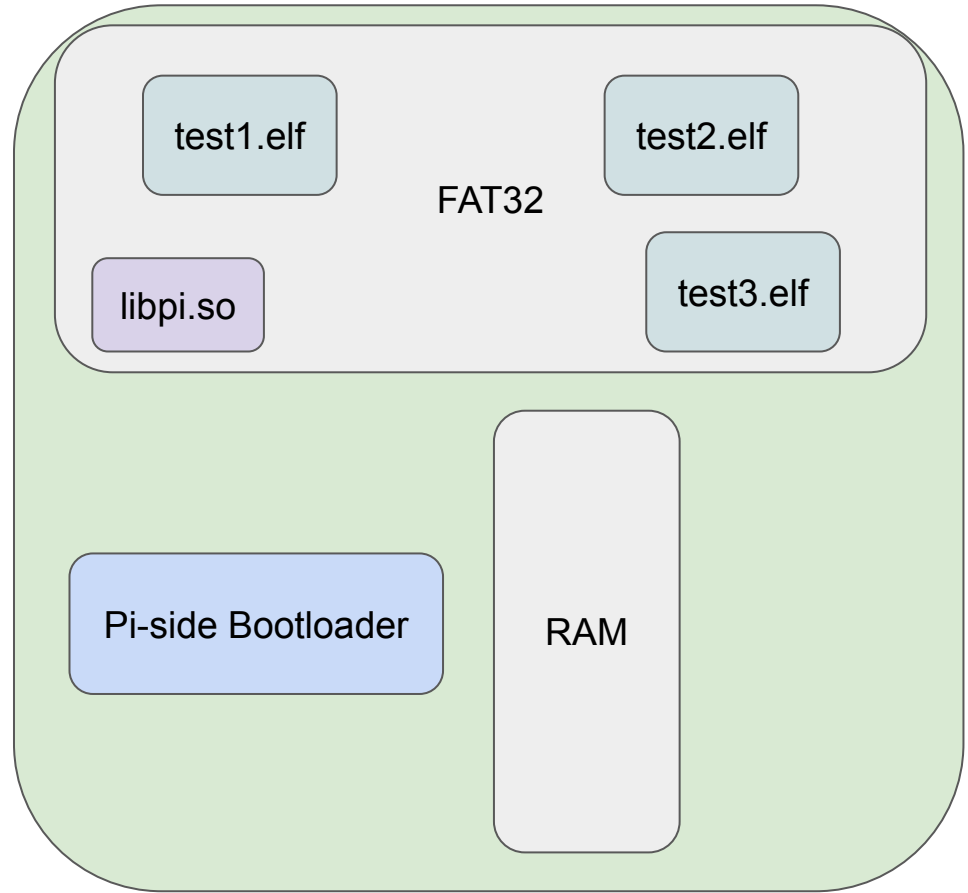 test1.elf
test2.elf
FAT32
libpi.so
test3.elf
Pi-side Bootloader
RAM